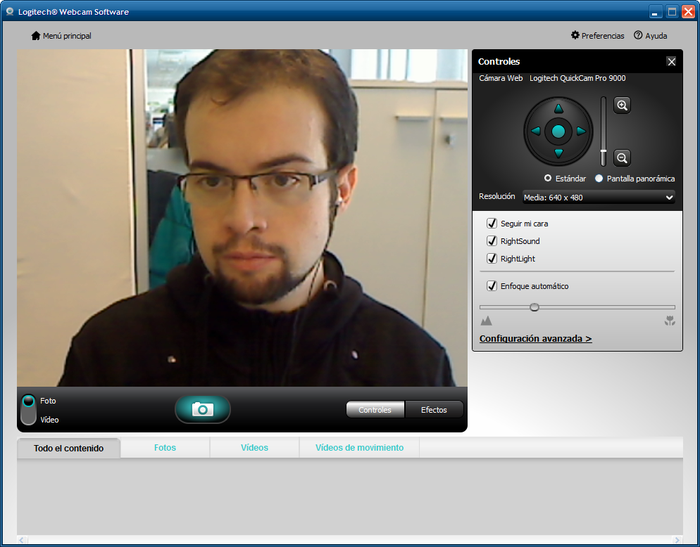 Logitech® Webcam Software
Menú principal
Preferencias
Ayuda
Controles
Cámara Web Logitech QuickCam Pro 9000
Estándar
Pantalla panorámica
Resolución
Media: 640 x 480
Seguir mi cara
RightSound
RightLight
Enfoque automático
Configuración avanzada >
Foto
Vídeo
Controles
Efectos
Todo el contenido
Fotos
Vídeos
Vídeos de movimiento